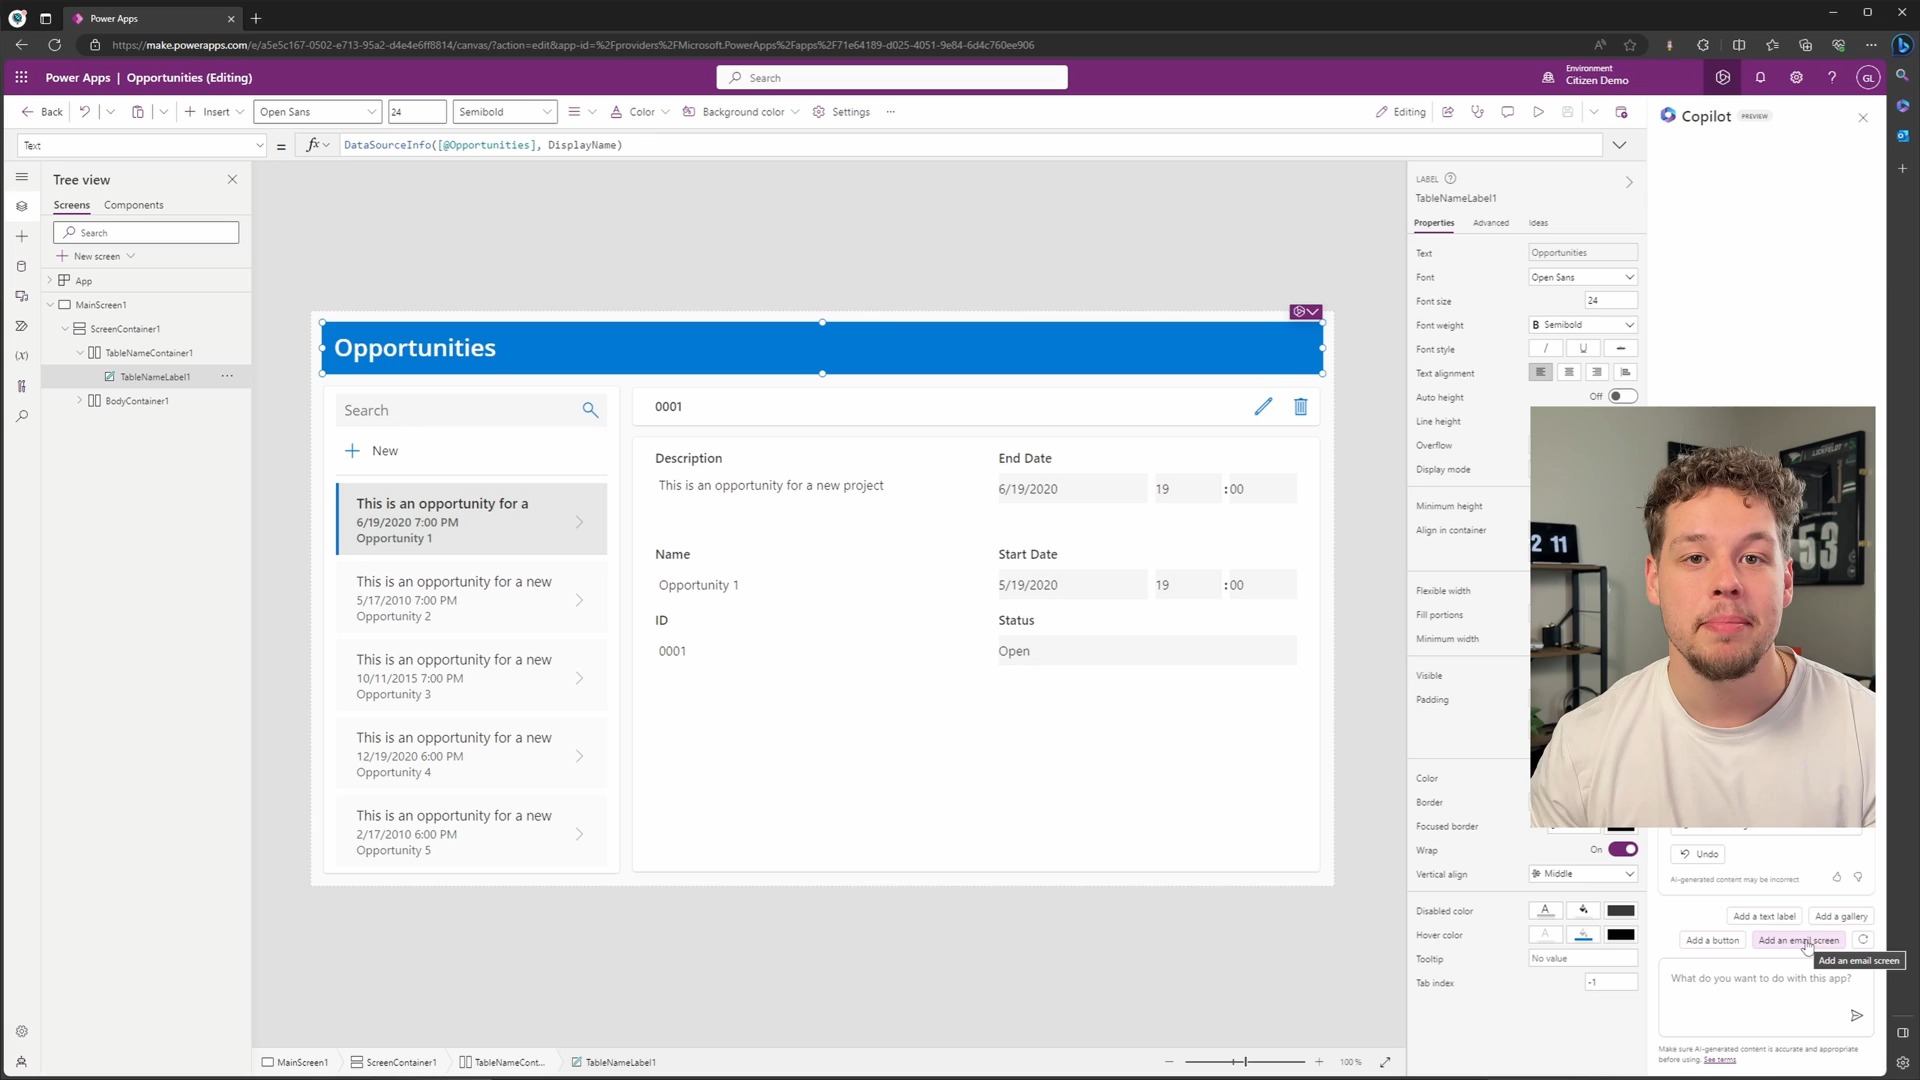 Power Apps
https://make.powerapps.com/e/a5e5c167-0502-e713-95a2-d4e4e6ff8814/canvas/?action=edit&app-id=%2Fproviders%2FMicrosoft.PowerApps%2Fapps%2F71e64189-d025-4051-9e84-6d4c760ee906
Power Apps | Opportunities (Editing)
Search
Environment
Citizen Demo
GL
Back
Insert
Open Sans
24
Semibold
Color
Background color
Settings
Editing
Copilot PREVIEW
Text
= fx
DataSourceInfo([@Opportunities], DisplayName)
Tree view
Screens Components
Search
New screen
App
MainScreen1
ScreenContainer1
TableNameContainer1
TableNameLabel1
BodyContainer1
Opportunities
Search
New
This is an opportunity for a
6/19/2020 7:00 PM
Opportunity 1
This is an opportunity for a new
5/17/2010 7:00 PM
Opportunity 2
This is an opportunity for a new
10/11/2015 7:00 PM
Opportunity 3
This is an opportunity for a new
12/19/2020 6:00 PM
Opportunity 4
This is an opportunity for a new
2/17/2010 6:00 PM
Opportunity 5
0001
Description
This is an opportunity for a new project
End Date
6/19/2020 19 :00
Name
Opportunity 1
Start Date
5/19/2020 19 :00
ID
0001
Status
Open
LABEL
TableNameLabel1
Properties Advanced Ideas
Text Opportunities
Font Open Sans
Font size 24
Font weight B Semibold
Font style / U
Text alignment
Auto height Off
Line height
Overflow
Display mode
Minimum height
Align in container
Flexible width
Fill portions
Minimum width
Visible
Padding
Color
Border
Focused border
Wrap On
Vertical align Middle
Disabled color A
Hover color A
Tooltip No value
Tab index -1
2 11
53
Undo
AI-generated content may be incorrect
Add a text label
Add a gallery
Add a button
Add an email screen
Add an email screen
What do you want to do with this app?
Make sure AI-generated content is accurate and appropriate
before using. See terms
MainScreen1
ScreenContainer1
TableNameCont...
TableNameLabel1
100 %